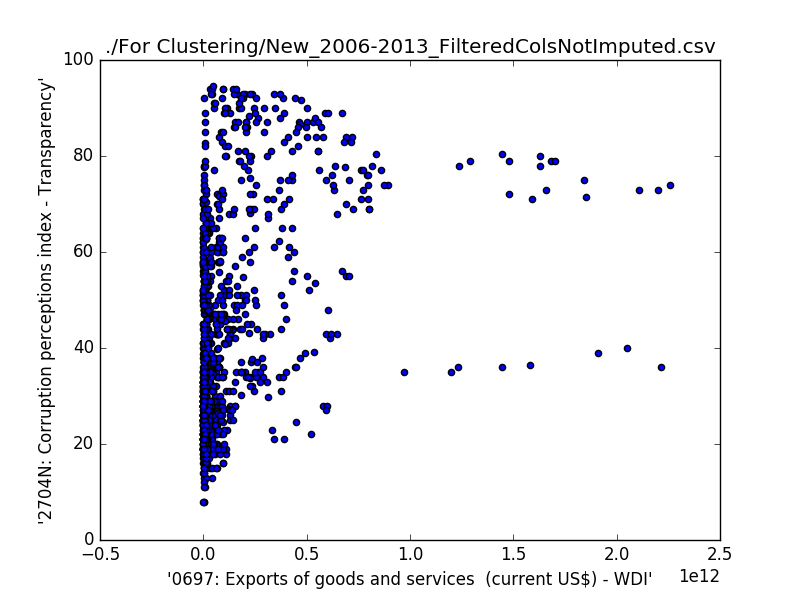 ./For Clustering/New_2006-2013_FilteredColsNotImputed.csv
'2704N: Corruption perceptions index - Transparency'
100
80
60
40
20
0
−0.5 0.0 0.5 1.0 1.5 2.0 2.5
1e12
'0697: Exports of goods and services  (current US$) - WDI'